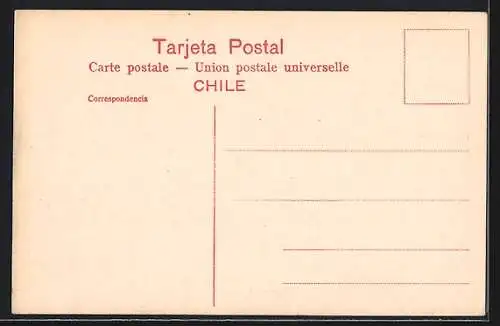 Tarjeta Postal
Carte postale — Union postale universelle
CHILE
Correspondencia